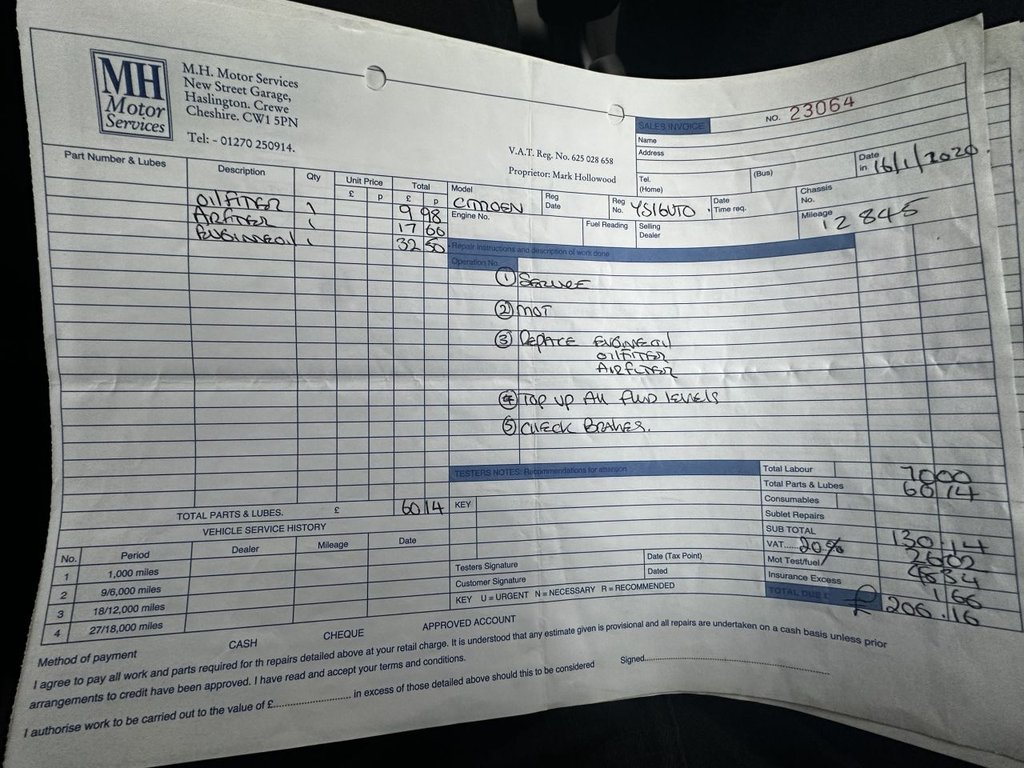 MH
Motor
Services
M.H. Motor Services
New Street Garage,
Haslington. Crewe
Cheshire. CW1 5PN
Tel: - 01270 250914.
V.A.T. Reg. No. 625 028 658
Proprietor: Mark Hollowood
SALES INVOICE
NO. 23064
Name
Address
Tel.
(Home)
(Bus)
Date in 16/1/2020
Model CITROEN
Reg Date
Reg No. YS16UTO
Date Time req.
Chassis No.
Engine No.
Fuel Reading
Selling Dealer
Mileage 12845
Part Number & Lubes Description Qty Unit Price £ p Total £ p
OILFITER 1 9 98
AIRFITER 1 17 66
ENGINEOIL 1 32 50
Repair instructions and description of work done
Operation No.
① SERVICE
② MOT
③ REPLACE ENGINEOIL
OILFITER
AIRFLTER
④ TOP UP All FLUID LEVELS
⑤ CHECK BRAKES.
TESTERS NOTES: Recommendations for attention
KEY
TOTAL PARTS & LUBES. £ 60 14
Total Labour 70 00
Total Parts & Lubes 60 14
Consumables
Sublet Repairs
SUB TOTAL 130.14
VAT.....20% 26 02
Mot Test/fuel 48 34
Insurance Excess 1 66
TOTAL DUE £ £ 206.16
VEHICLE SERVICE HISTORY
No. Period Dealer Mileage Date
1 1,000 miles
2 9/6,000 miles
3 18/12,000 miles
4 27/18,000 miles
Testers Signature
Date (Tax Point)
Customer Signature
Dated
KEY U = URGENT N = NECESSARY R = RECOMMENDED
Method of payment CASH CHEQUE APPROVED ACCOUNT
I agree to pay all work and parts required for th repairs detailed above at your retail charge. It is understood that any estimate given is provisional and all repairs are undertaken on a cash basis unless prior
arrangements to credit have been approved. I have read and accept your terms and conditions.
I authorise work to be carried out to the value of £........................ in excess of those detailed above should this to be considered Signed........................